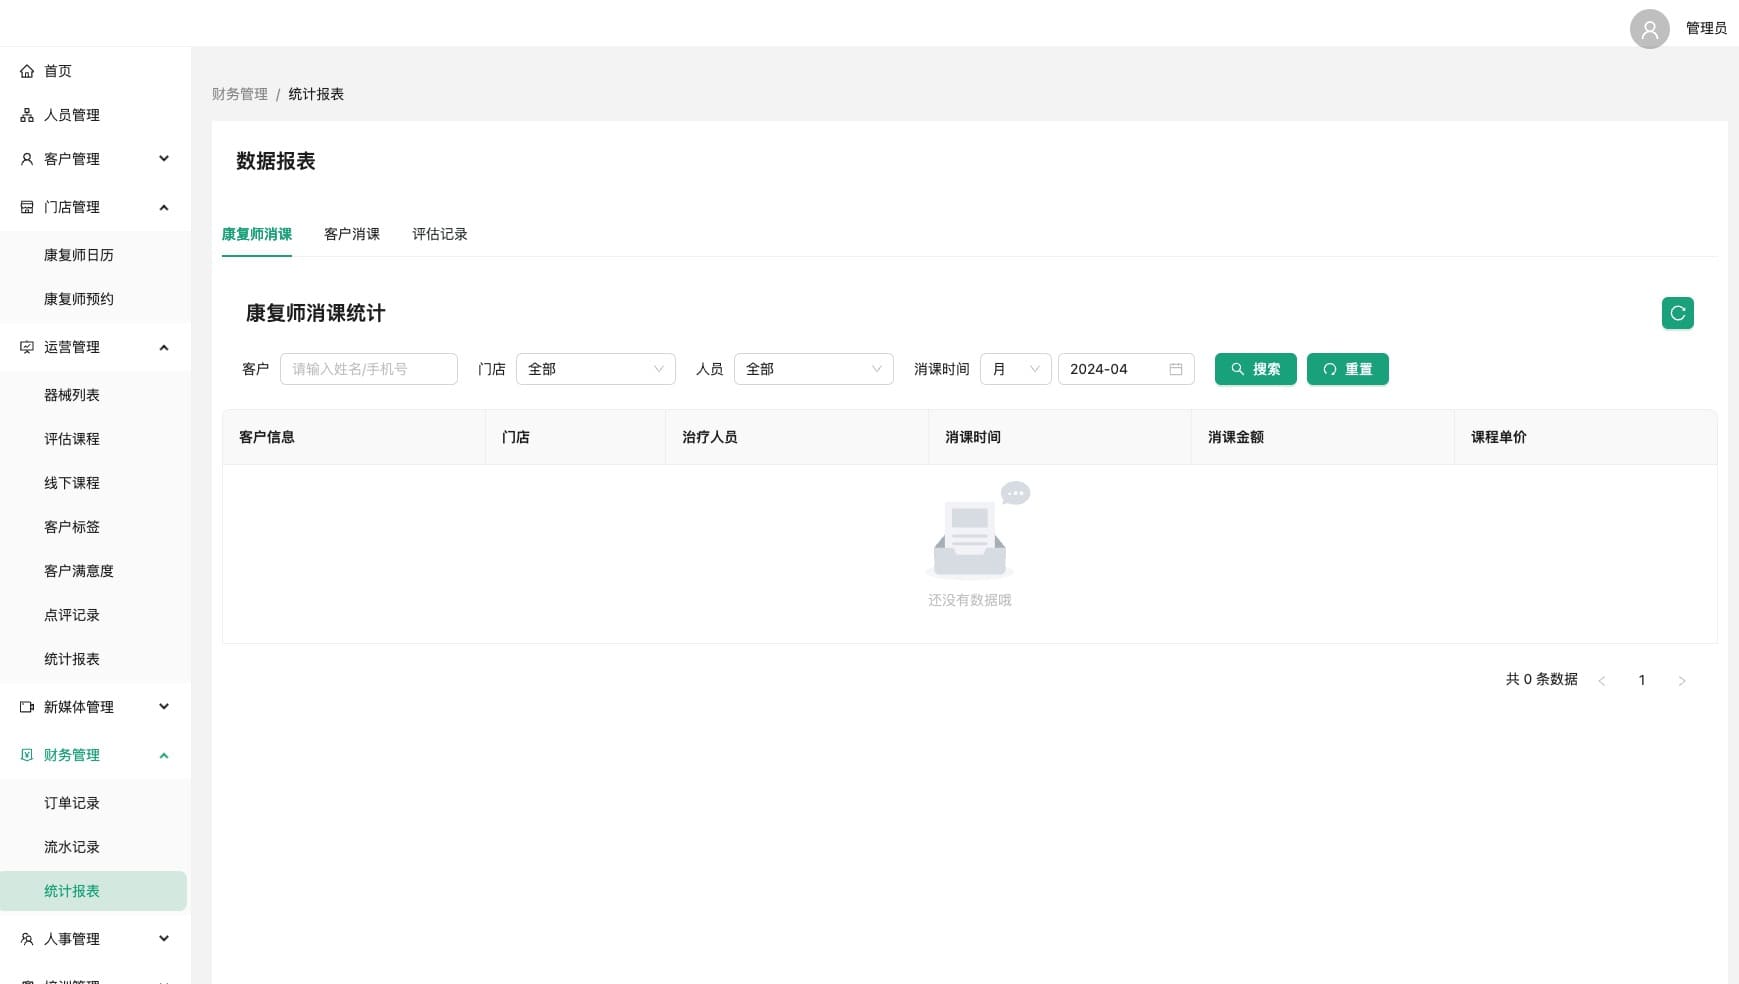 管理员
首页
人员管理
客户管理
门店管理
康复师日历
康复师预约
运营管理
器械列表
评估课程
线下课程
客户标签
客户满意度
点评记录
统计报表
新媒体管理
财务管理
订单记录
流水记录
统计报表
人事管理
培训管理
财务管理 / 统计报表
数据报表
康复师消课 客户消课 评估记录
康复师消课统计
客户 请输入姓名/手机号 门店 全部 人员 全部 消课时间 月 2024-04 搜索 重置
客户信息 门店 治疗人员 消课时间 消课金额 课程单价
还没有数据哦
共 0 条数据 < 1 >